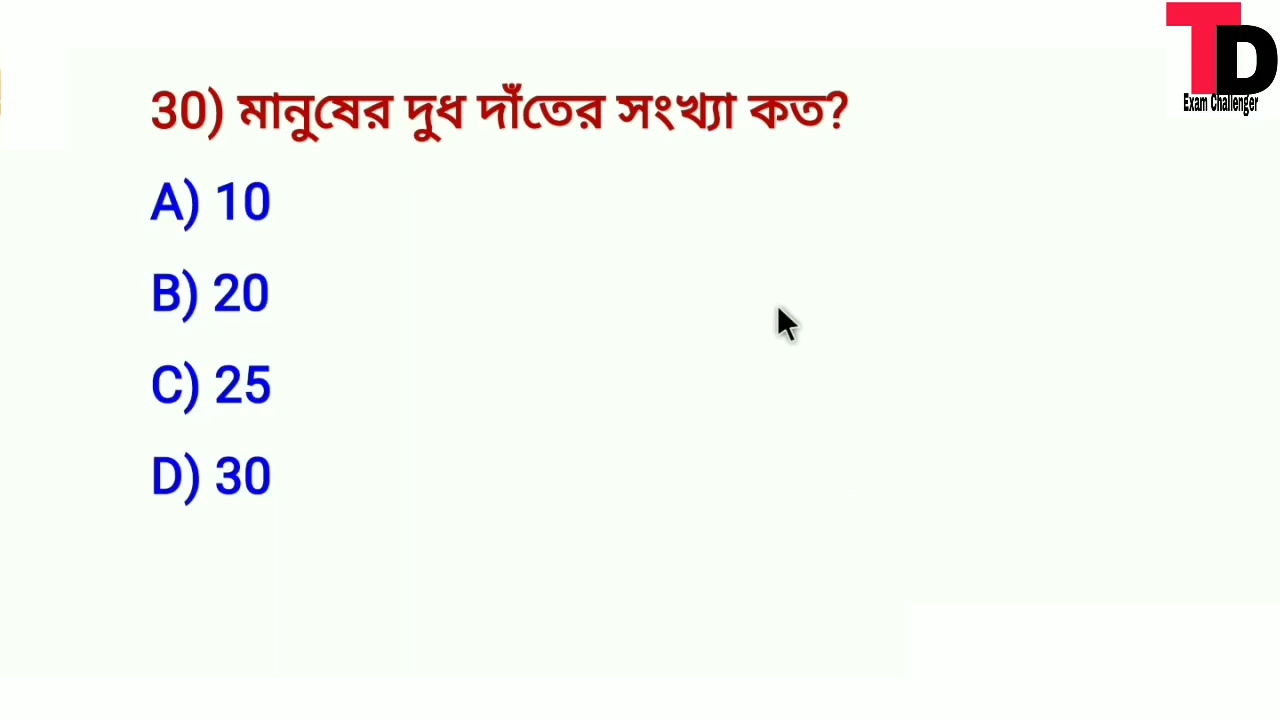 TD
Exam Challenger
30) মানুষের দুধ দাঁতের সংখ্যা কত?
A) 10
B) 20
C) 25
D) 30